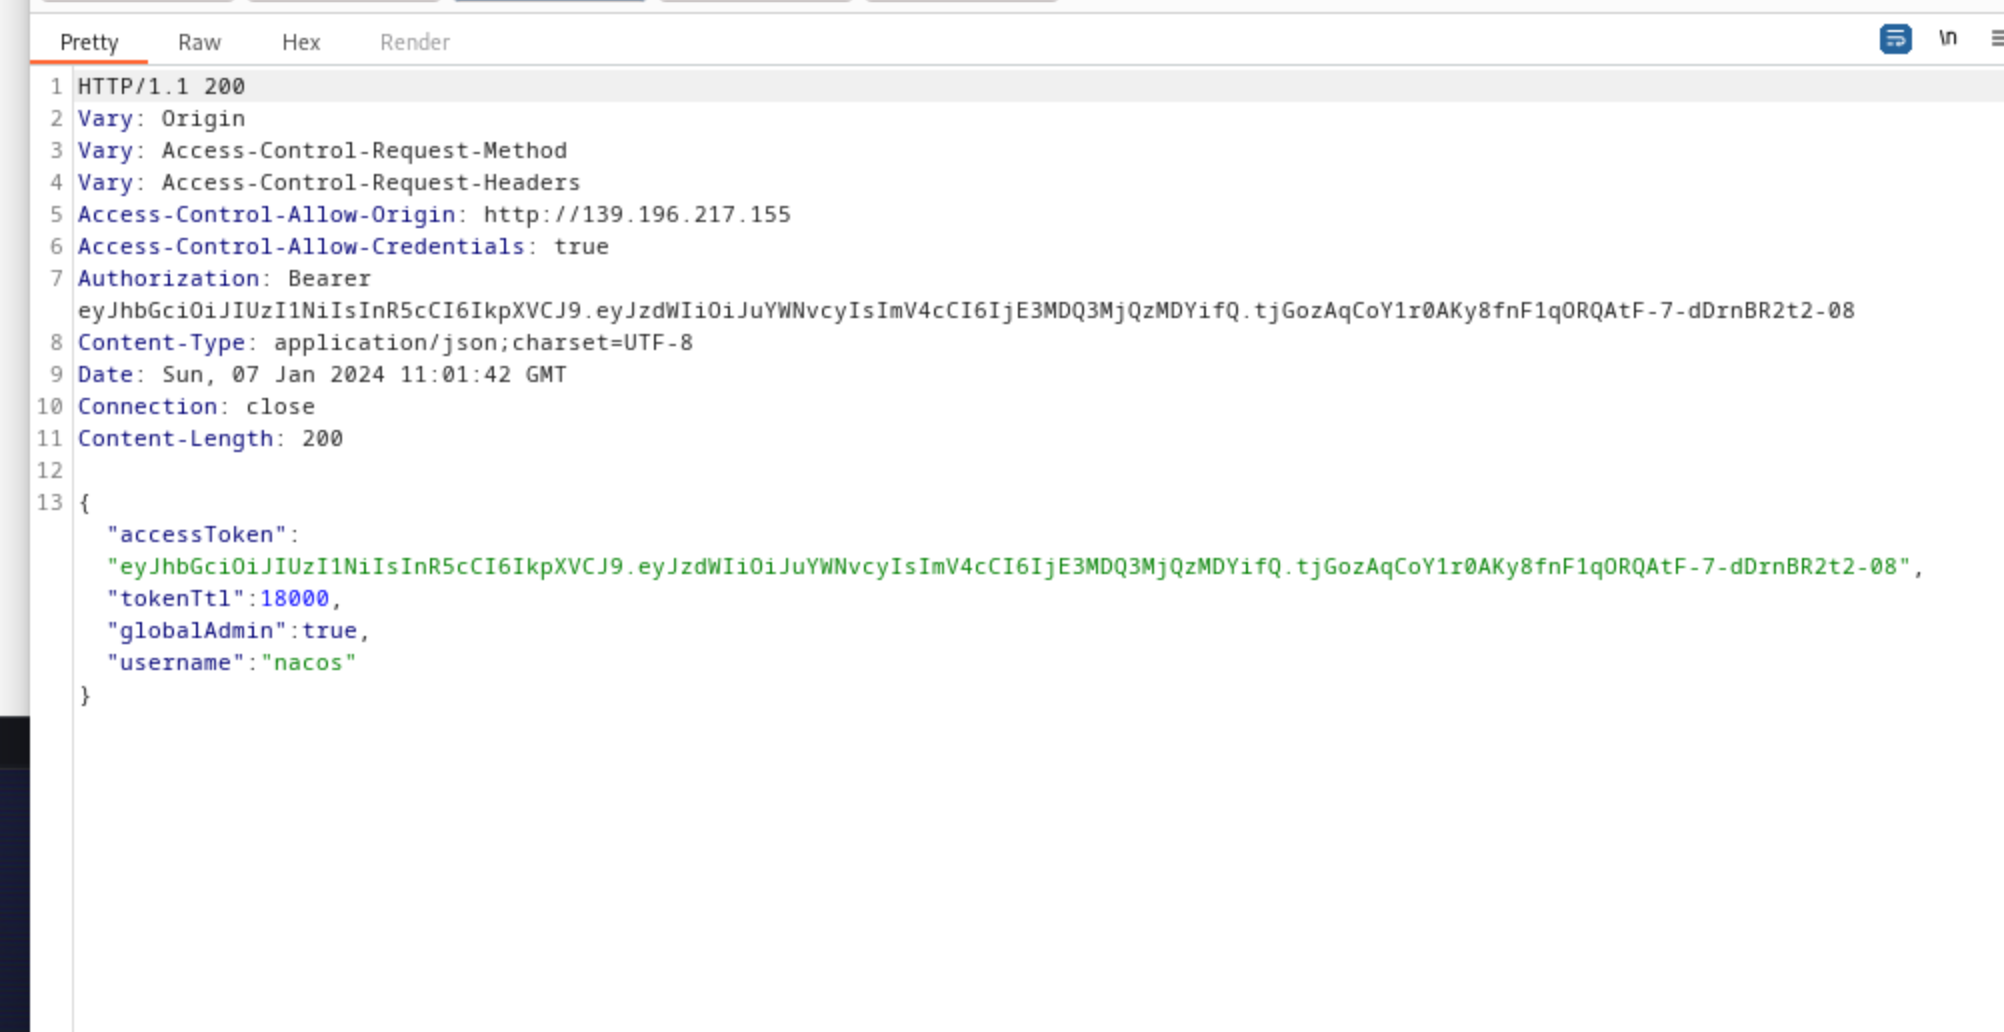 Pretty Raw Hex Render \n
1 HTTP/1.1 200
2 Vary: Origin
3 Vary: Access-Control-Request-Method
4 Vary: Access-Control-Request-Headers
5 Access-Control-Allow-Origin: http://139.196.217.155
6 Access-Control-Allow-Credentials: true
7 Authorization: Bearer
eyJhbGciOiJIUzI1NiIsInR5cCI6IkpXVCJ9.eyJzdWIiOiJuYWNvcyIsImV4cCI6IjE3MDQ3MjQzMDYifQ.tjGozAqCoY1r0AKy8fnF1qORQAtF-7-dDrnBR2t2-08
8 Content-Type: application/json;charset=UTF-8
9 Date: Sun, 07 Jan 2024 11:01:42 GMT
10 Connection: close
11 Content-Length: 200
12
13 {
"accessToken":
"eyJhbGciOiJIUzI1NiIsInR5cCI6IkpXVCJ9.eyJzdWIiOiJuYWNvcyIsImV4cCI6IjE3MDQ3MjQzMDYifQ.tjGozAqCoY1r0AKy8fnF1qORQAtF-7-dDrnBR2t2-08",
"tokenTtl":18000,
"globalAdmin":true,
"username":"nacos"
}